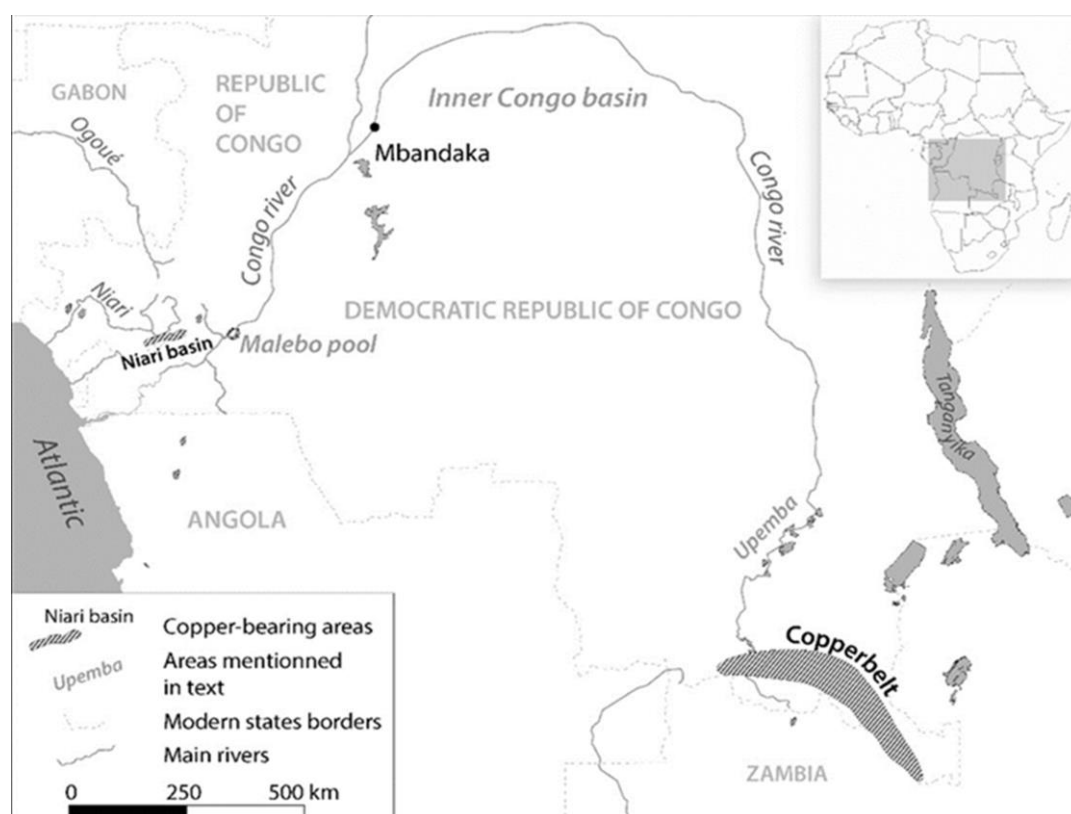 GABON
REPUBLIC
OF
CONGO
Ogoué
Inner Congo basin
Mbandaka
Congo river
Congo river
Niari
DEMOCRATIC REPUBLIC OF CONGO
Malebo pool
Niari basin
Tanganyika
Atlantic
ANGOLA
Upemba
Copperbelt
ZAMBIA
Niari basin
Copper-bearing areas
Upemba
Areas mentionned
in text
Modern states borders
Main rivers
0 250 500 km